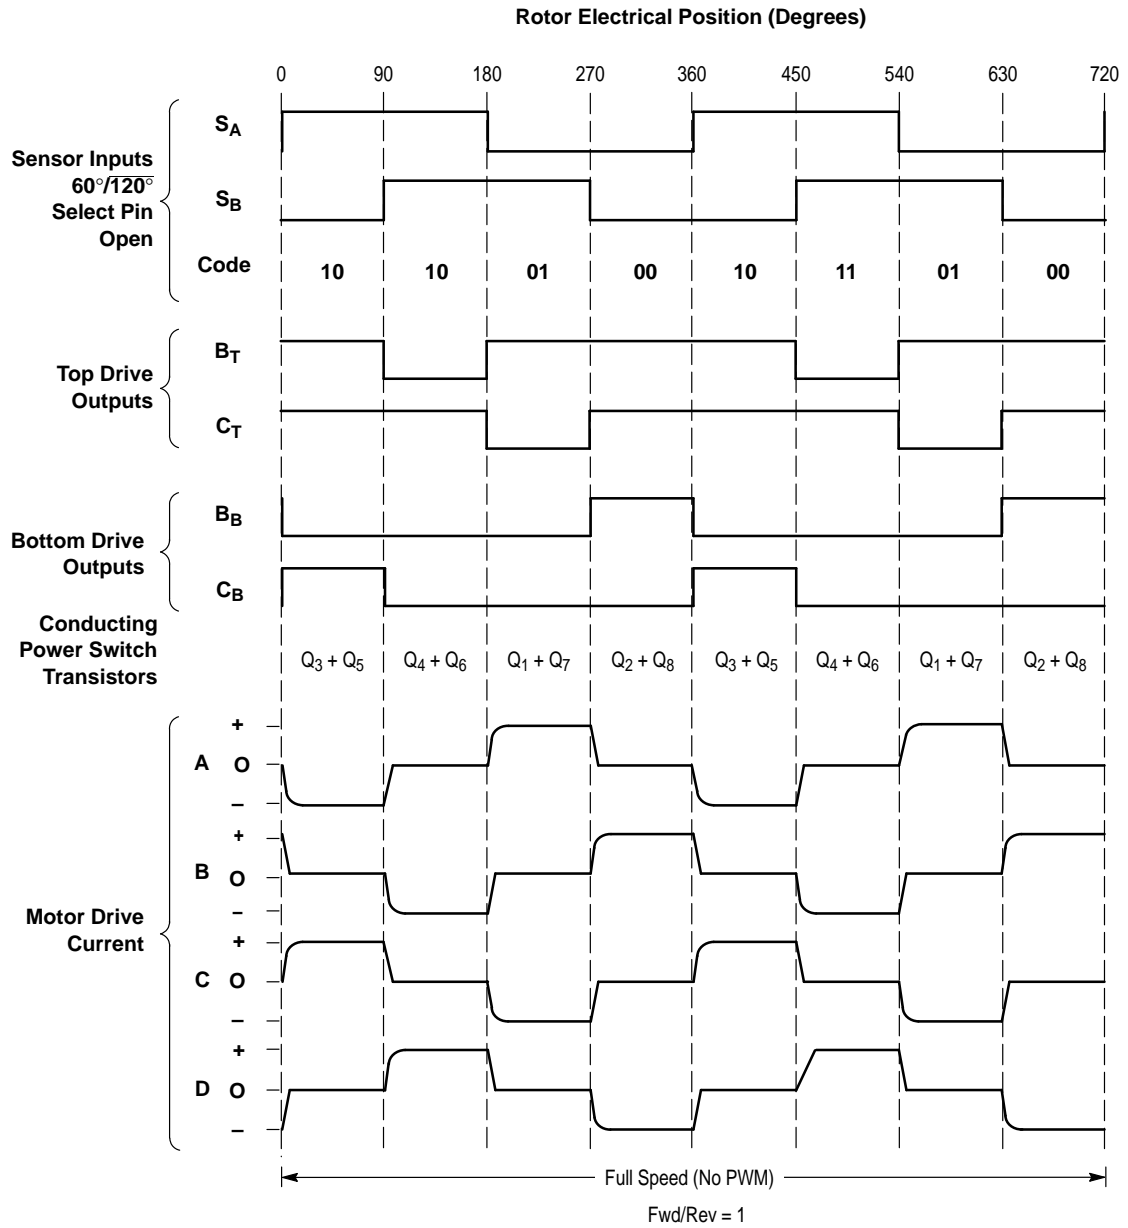 Rotor Electrical Position (Degrees)
0 90 180 270 360 450 540 630 720
Sensor Inputs
60°/120°
Select Pin
Open
SA
SB
Code 10 10 01 00 10 11 01 00
Top Drive
Outputs
BT
CT
Bottom Drive
Outputs
BB
CB
Conducting
Power Switch
Transistors
Q3 + Q5 Q4 + Q6 Q1 + Q7 Q2 + Q8 Q3 + Q5 Q4 + Q6 Q1 + Q7 Q2 + Q8
Motor Drive
Current
+
A O
–
+
B O
–
+
C O
–
+
D O
–
Full Speed (No PWM)
Fwd/Rev = 1